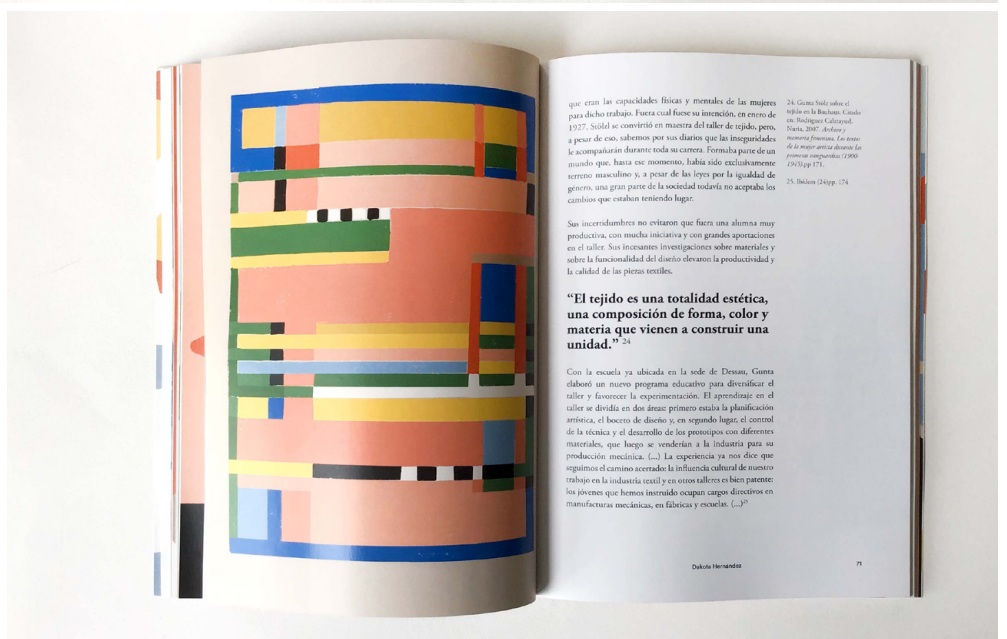 que eran las capacidades físicas y mentales de las mujeres
para dicho trabajo. Fuera cual fuese su intención, en enero de
1927, Stölzl se convirtió en maestra del taller de tejido, pero,
a pesar de eso, sabemos por sus diarios que las inseguridades
le acompañarán durante toda su carrera. Formaba parte de un
mundo que, hasta ese momento, había sido exclusivamente
terreno masculino y, a pesar de las leyes por la igualdad de
género, una gran parte de la sociedad todavía no aceptaba los
cambios que estaban teniendo lugar.
Sus incertidumbres no evitaron que fuera una alumna muy
productiva, con mucha iniciativa y con grandes aportaciones
en el taller. Sus incesantes investigaciones sobre materiales y
sobre la funcionalidad del diseño elevaron la productividad y
la calidad de las piezas textiles.
“El tejido es una totalidad estética,
una composición de forma, color y
materia que vienen a construir una
unidad.” 24
Con la escuela ya ubicada en la sede de Dessau, Gunta
elaboró un nuevo programa educativo para diversificar el
taller y favorecer la experimentación. El aprendizaje en el
taller se dividía en dos áreas: primero estaba la planificación
artística, el boceto de diseño y, en segundo lugar, el control
de la técnica y el desarrollo de los prototipos con diferentes
materiales, que luego se venderían a la industria para su
producción mecánica. (...) La experiencia ya nos dice que
seguimos el camino acertado: la influencia cultural de nuestro
trabajo en la industria textil y en otros talleres es bien patente:
los jóvenes que hemos instruido ocupan cargos directivos en
manufacturas mecánicas, en fábricas y escuelas. (...)25
24. Gunta Stölz sobre el
tejido en la Bauhaus. Citado
en: Rodríguez Calatayud,
Nuria. 2007. Archivo y
memoria femenina. Los textos
de la mujer artista durante las
primeras vanguardias (1900-
1945).pp 171.
25. Ibídem (24)pp. 174
Dakota Hernández
71